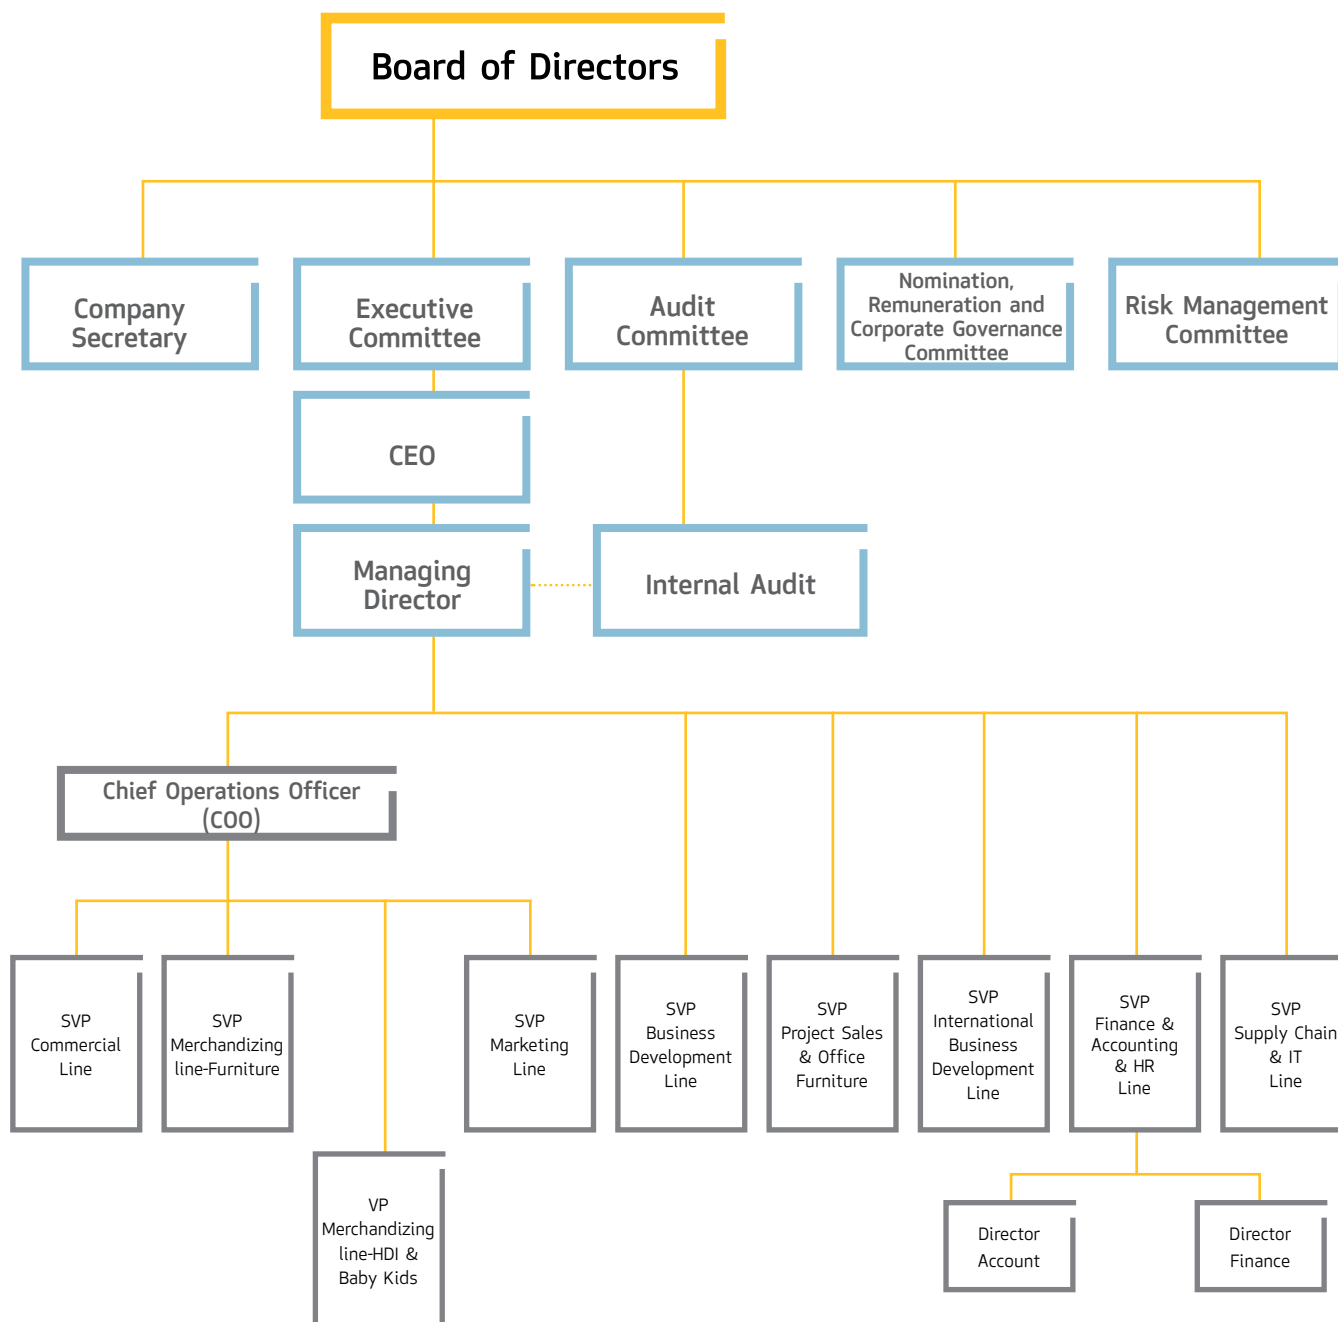 Board of Directors
Company
Secretary
Executive
Committee
Audit
Committee
Nomination,
Remuneration and
Corporate Governance
Committee
Risk Management
Committee
CEO
Managing
Director
Internal Audit
Chief Operations Officer
(COO)
SVP
Commercial
Line
SVP
Merchandizing
line-Furniture
VP
Merchandizing
line-HDI &
Baby Kids
SVP
Marketing
Line
SVP
Business
Development
Line
SVP
Project Sales
& Office
Furniture
SVP
International
Business
Development
Line
SVP
Finance &
Accounting
& HR
Line
SVP
Supply Chain
& IT
Line
Director
Account
Director
Finance